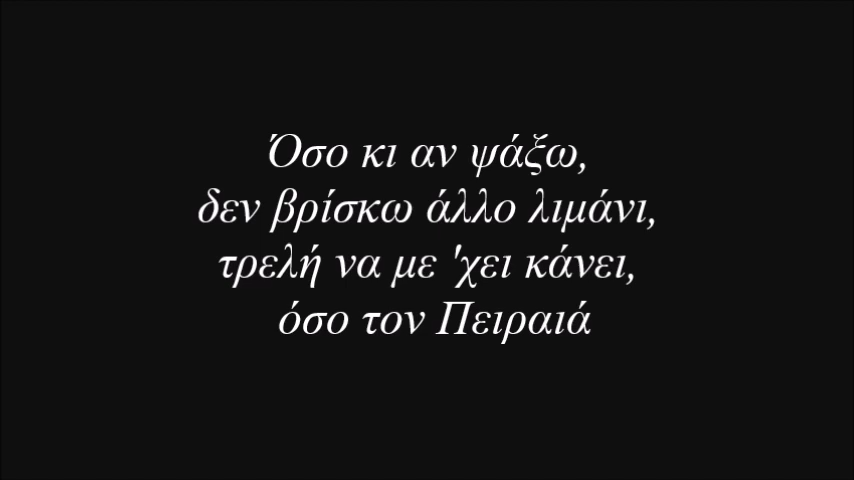 Όσο κι αν ψάξω,
δεν βρίσκω άλλο λιμάνι,
τρελή να με 'χει κάνει,
όσο τον Πειραιά